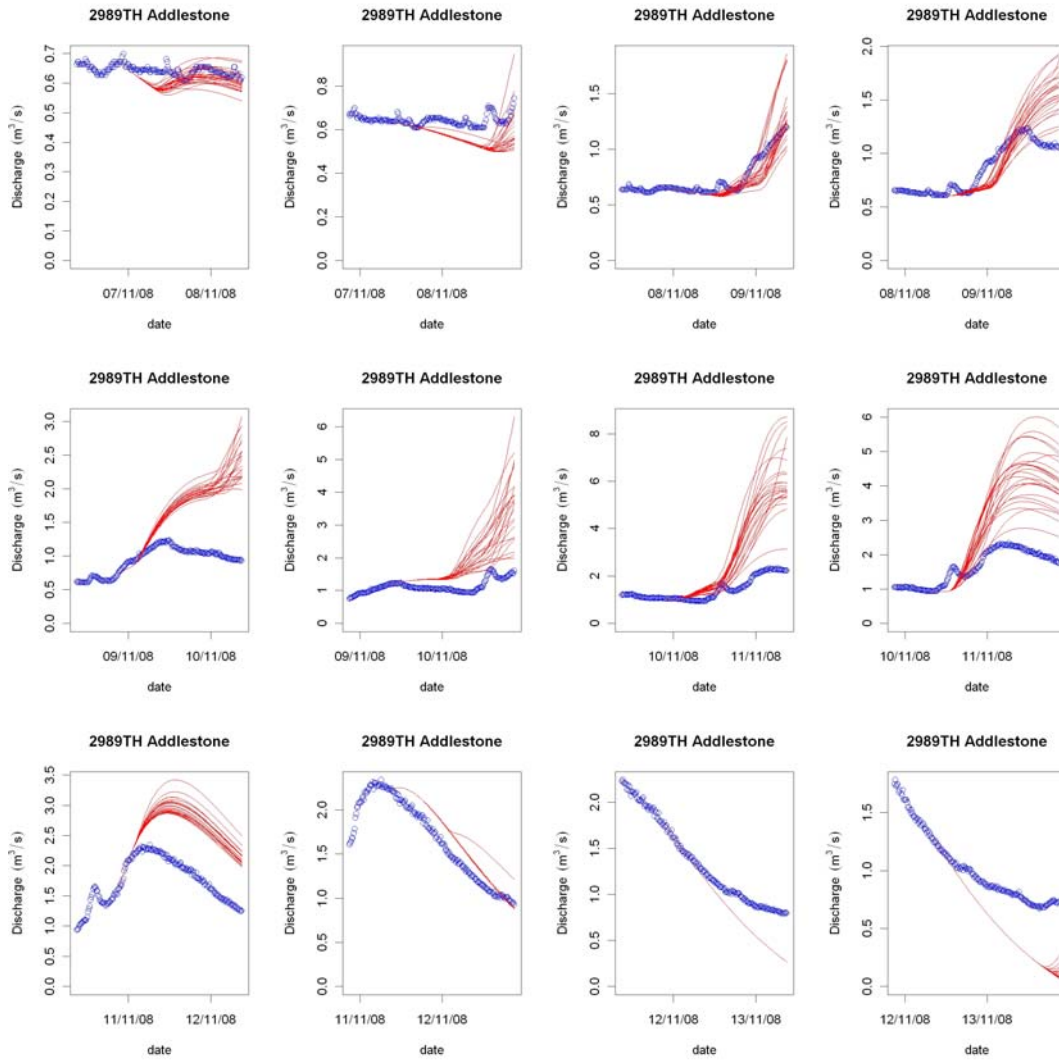 2989TH Addlestone 2989TH Addlestone 2989TH Addlestone 2989TH Addlestone
Discharge (m³/s) Discharge (m³/s) Discharge (m³/s) Discharge (m³/s)
0.7 0.6 0.5 0.4 0.3 0.2 0.1 0.0
0.8 0.6 0.4 0.2 0.0
1.5 1.0 0.5 0.0
2.0 1.5 1.0 0.5 0.0
07/11/08 08/11/08 07/11/08 08/11/08 08/11/08 09/11/08 08/11/08 09/11/08
date date date date
2989TH Addlestone 2989TH Addlestone 2989TH Addlestone 2989TH Addlestone
Discharge (m³/s) Discharge (m³/s) Discharge (m³/s) Discharge (m³/s)
3.0 2.5 2.0 1.5 1.0 0.5 0.0
6 5 4 3 2 1 0
8 6 4 2 0
6 5 4 3 2 1 0
09/11/08 10/11/08 09/11/08 10/11/08 10/11/08 11/11/08 10/11/08 11/11/08
date date date date
2989TH Addlestone 2989TH Addlestone 2989TH Addlestone 2989TH Addlestone
Discharge (m³/s) Discharge (m³/s) Discharge (m³/s) Discharge (m³/s)
3.5 3.0 2.5 2.0 1.5 1.0 0.5 0.0
2.0 1.5 1.0 0.5 0.0
2.0 1.5 1.0 0.5 0.0
1.5 1.0 0.5 0.0
11/11/08 12/11/08 11/11/08 12/11/08 12/11/08 13/11/08 12/11/08 13/11/08
date date date date